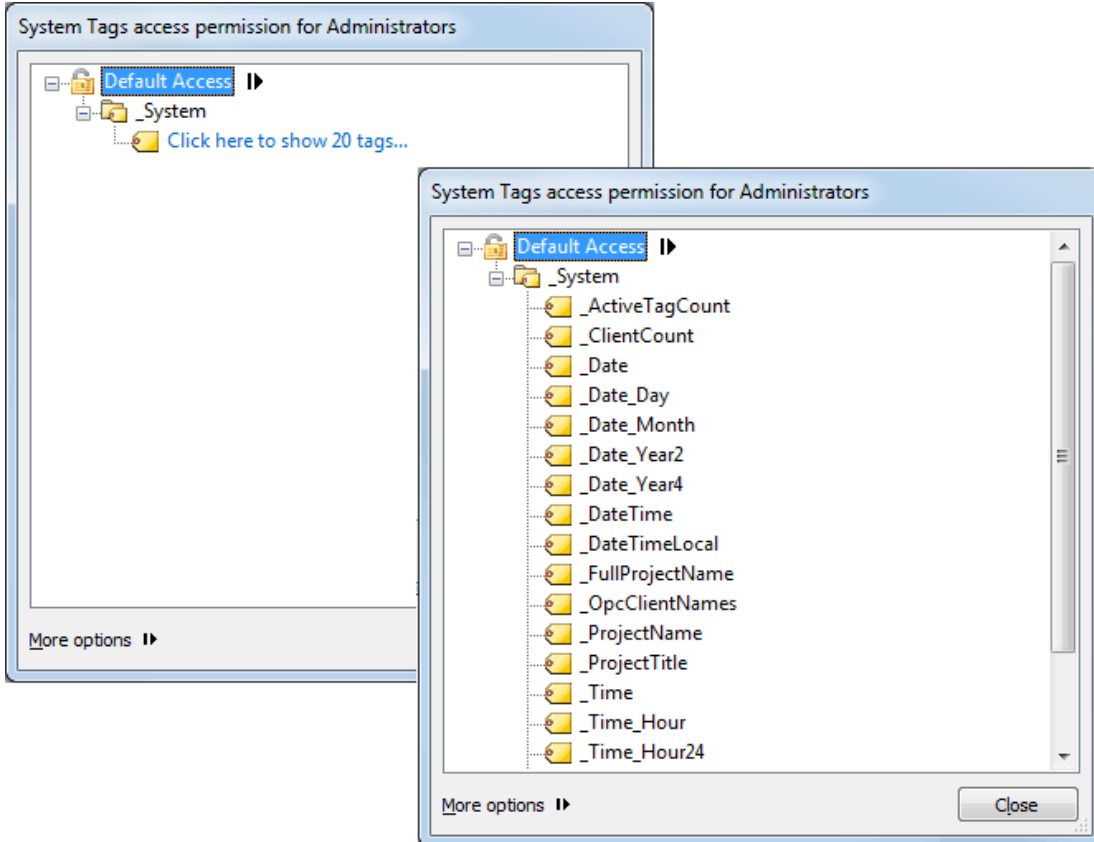 System Tags access permission for Administrators
Default Access
_System
Click here to show 20 tags...
More options
System Tags access permission for Administrators
Default Access
_System
_ActiveTagCount
_ClientCount
_Date
_Date_Day
_Date_Month
_Date_Year2
_Date_Year4
_DateTime
_DateTimeLocal
_FullProjectName
_OpcClientNames
_ProjectName
_ProjectTitle
_Time
_Time_Hour
_Time_Hour24
More options
Close